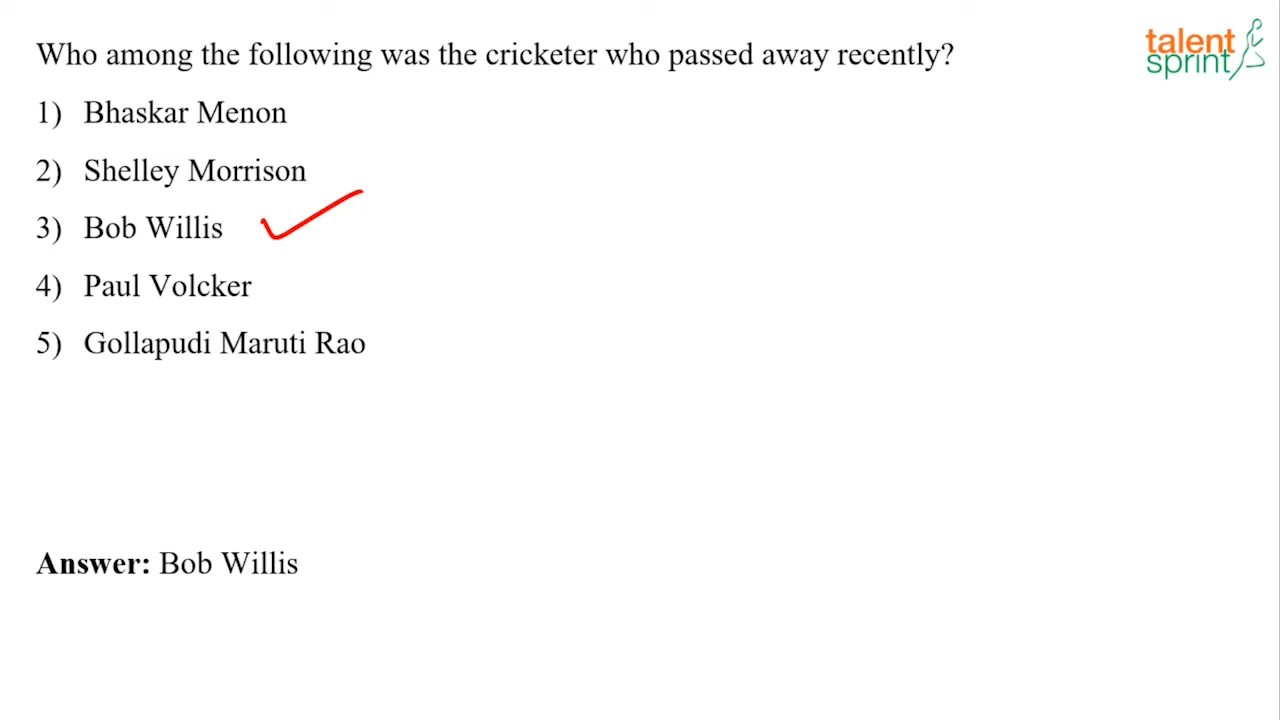 Who among the following was the cricketer who passed away recently?
talent
sprint
1) Bhaskar Menon
2) Shelley Morrison
3) Bob Willis
4) Paul Volcker
5) Gollapudi Maruti Rao
Answer: Bob Willis